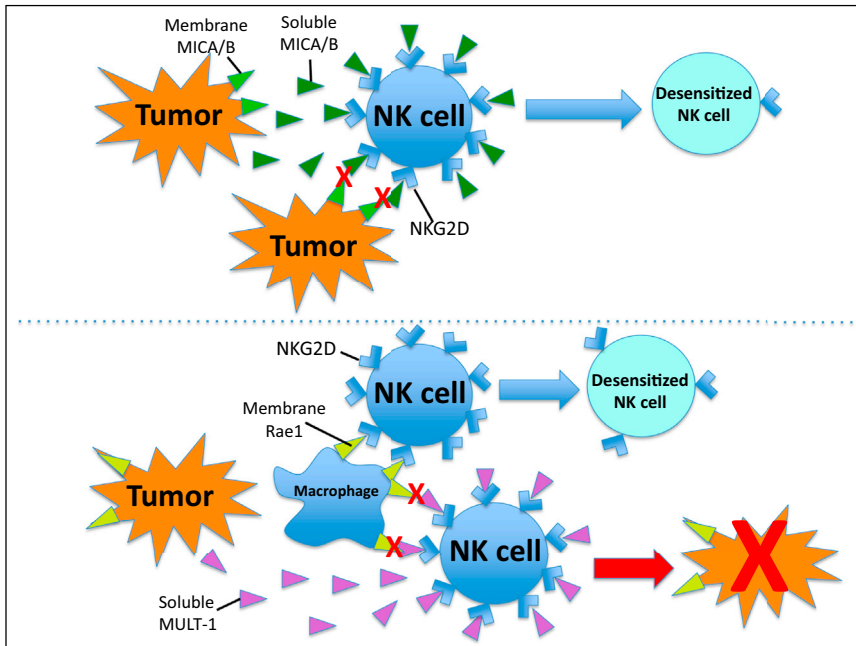 Membrane
MICA/B
Soluble
MICA/B
Tumor
NK cell
Desensitized
NK cell
X
X
Tumor
NKG2D
NKG2D
NK cell
Desensitized
NK cell
Membrane
Rae1
Tumor
Macrophage
X
X
NK cell
X
Soluble
MULT-1